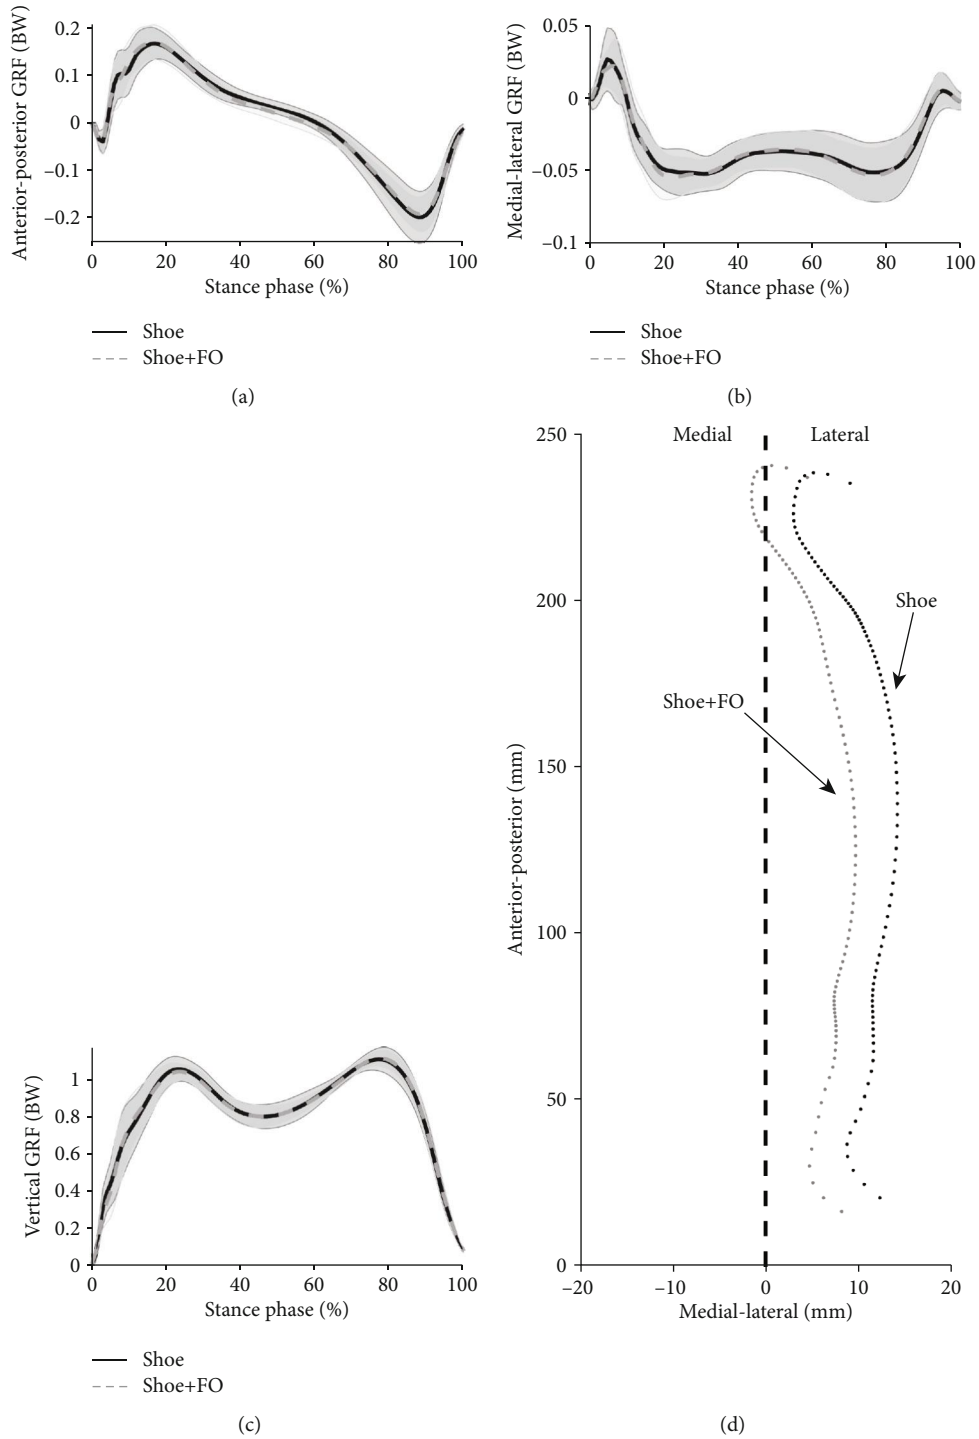 Anterior-posterior GRF (BW)
0.2
0.1
0
−0.1
−0.2
0 20 40 60 80 100
Stance phase (%)
Shoe
Shoe+FO
(a)
Medial-lateral GRF (BW)
0.05
0
−0.05
−0.1
0 20 40 60 80 100
Stance phase (%)
Shoe
Shoe+FO
(b)
Vertical GRF (BW)
1
0.8
0.6
0.4
0.2
0
0 20 40 60 80 100
Stance phase (%)
Shoe
Shoe+FO
(c)
Anterior-posterior (mm)
250
200
150
100
50
0
Medial Lateral
Shoe
Shoe+FO
−20 −10 0 10 20
Medial-lateral (mm)
(d)